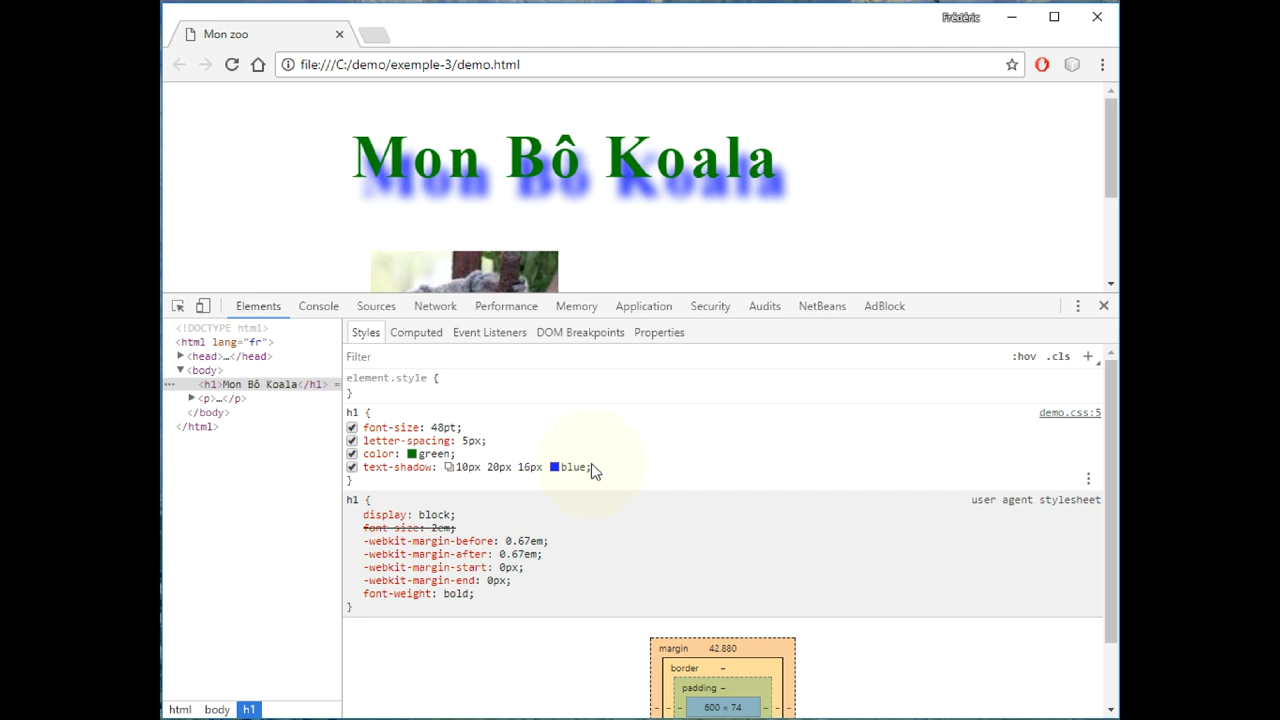 Frédéric
Mon zoo
file:///C:/demo/exemple-3/demo.html
Mon Bô Koala
Elements Console Sources Network Performance Memory Application Security Audits NetBeans AdBlock
<!DOCTYPE html>
<html lang="fr">
<head>…</head>
<body>
<h1>Mon Bô Koala</h1> =
<p>…</p>
</body>
</html>
Styles Computed Event Listeners DOM Breakpoints Properties
Filter :hov .cls +
element.style {
}
h1 { demo.css:5
font-size: 48pt;
letter-spacing: 5px;
color: green;
text-shadow: 10px 20px 16px blue;
}
h1 { user agent stylesheet
display: block;
font-size: 2em;
-webkit-margin-before: 0.67em;
-webkit-margin-after: 0.67em;
-webkit-margin-start: 0px;
-webkit-margin-end: 0px;
font-weight: bold;
}
margin 42.880
border –
padding –
– – – 600 × 74 – – –
html body h1